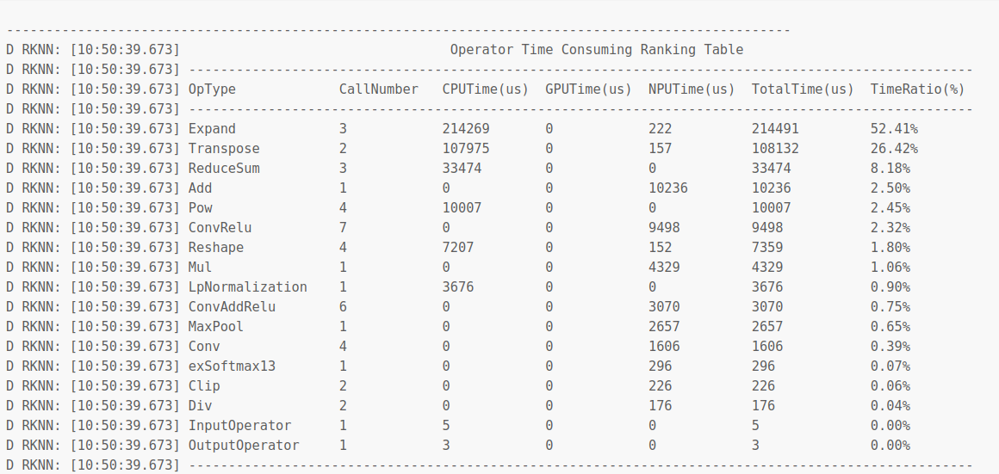 ---------------------------------------------------------------------------------------------------
D RKNN: [10:50:39.673]                                  Operator Time Consuming Ranking Table
D RKNN: [10:50:39.673] ---------------------------------------------------------------------------------------------------
D RKNN: [10:50:39.673] OpType             CallNumber   CPUTime(us)  GPUTime(us)  NPUTime(us)  TotalTime(us)  TimeRatio(%)
D RKNN: [10:50:39.673] ---------------------------------------------------------------------------------------------------
D RKNN: [10:50:39.673] Expand             3            214269       0            222          214491         52.41%
D RKNN: [10:50:39.673] Transpose          2            107975       0            157          108132         26.42%
D RKNN: [10:50:39.673] ReduceSum          3            33474        0            0            33474          8.18%
D RKNN: [10:50:39.673] Add                1            0            0            10236        10236          2.50%
D RKNN: [10:50:39.673] Pow                4            10007        0            0            10007          2.45%
D RKNN: [10:50:39.673] ConvRelu           7            0            0            9498         9498           2.32%
D RKNN: [10:50:39.673] Reshape            4            7207         0            152          7359           1.80%
D RKNN: [10:50:39.673] Mul                1            0            0            4329         4329           1.06%
D RKNN: [10:50:39.673] LpNormalization    1            3676         0            0            3676           0.90%
D RKNN: [10:50:39.673] ConvAddRelu        6            0            0            3070         3070           0.75%
D RKNN: [10:50:39.673] MaxPool            1            0            0            2657         2657           0.65%
D RKNN: [10:50:39.673] Conv               4            0            0            1606         1606           0.39%
D RKNN: [10:50:39.673] exSoftmax13        1            0            0            296          296            0.07%
D RKNN: [10:50:39.673] Clip               2            0            0            226          226            0.06%
D RKNN: [10:50:39.673] Div                2            0            0            176          176            0.04%
D RKNN: [10:50:39.673] InputOperator      1            5            0            0            5              0.00%
D RKNN: [10:50:39.673] OutputOperator     1            3            0            0            3              0.00%
D RKNN: [10:50:39.673] ---------------------------------------------------------------------------------------------------